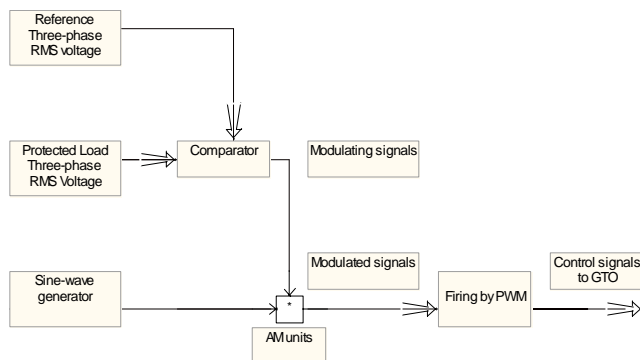 Reference
Three-phase
RMS voltage
Protected Load
Three-phase
RMS Voltage
Comparator
Modulating signals
Sine-wave
generator
*
AM units
Modulated signals
Firing by PWM
Control signals
to GTO